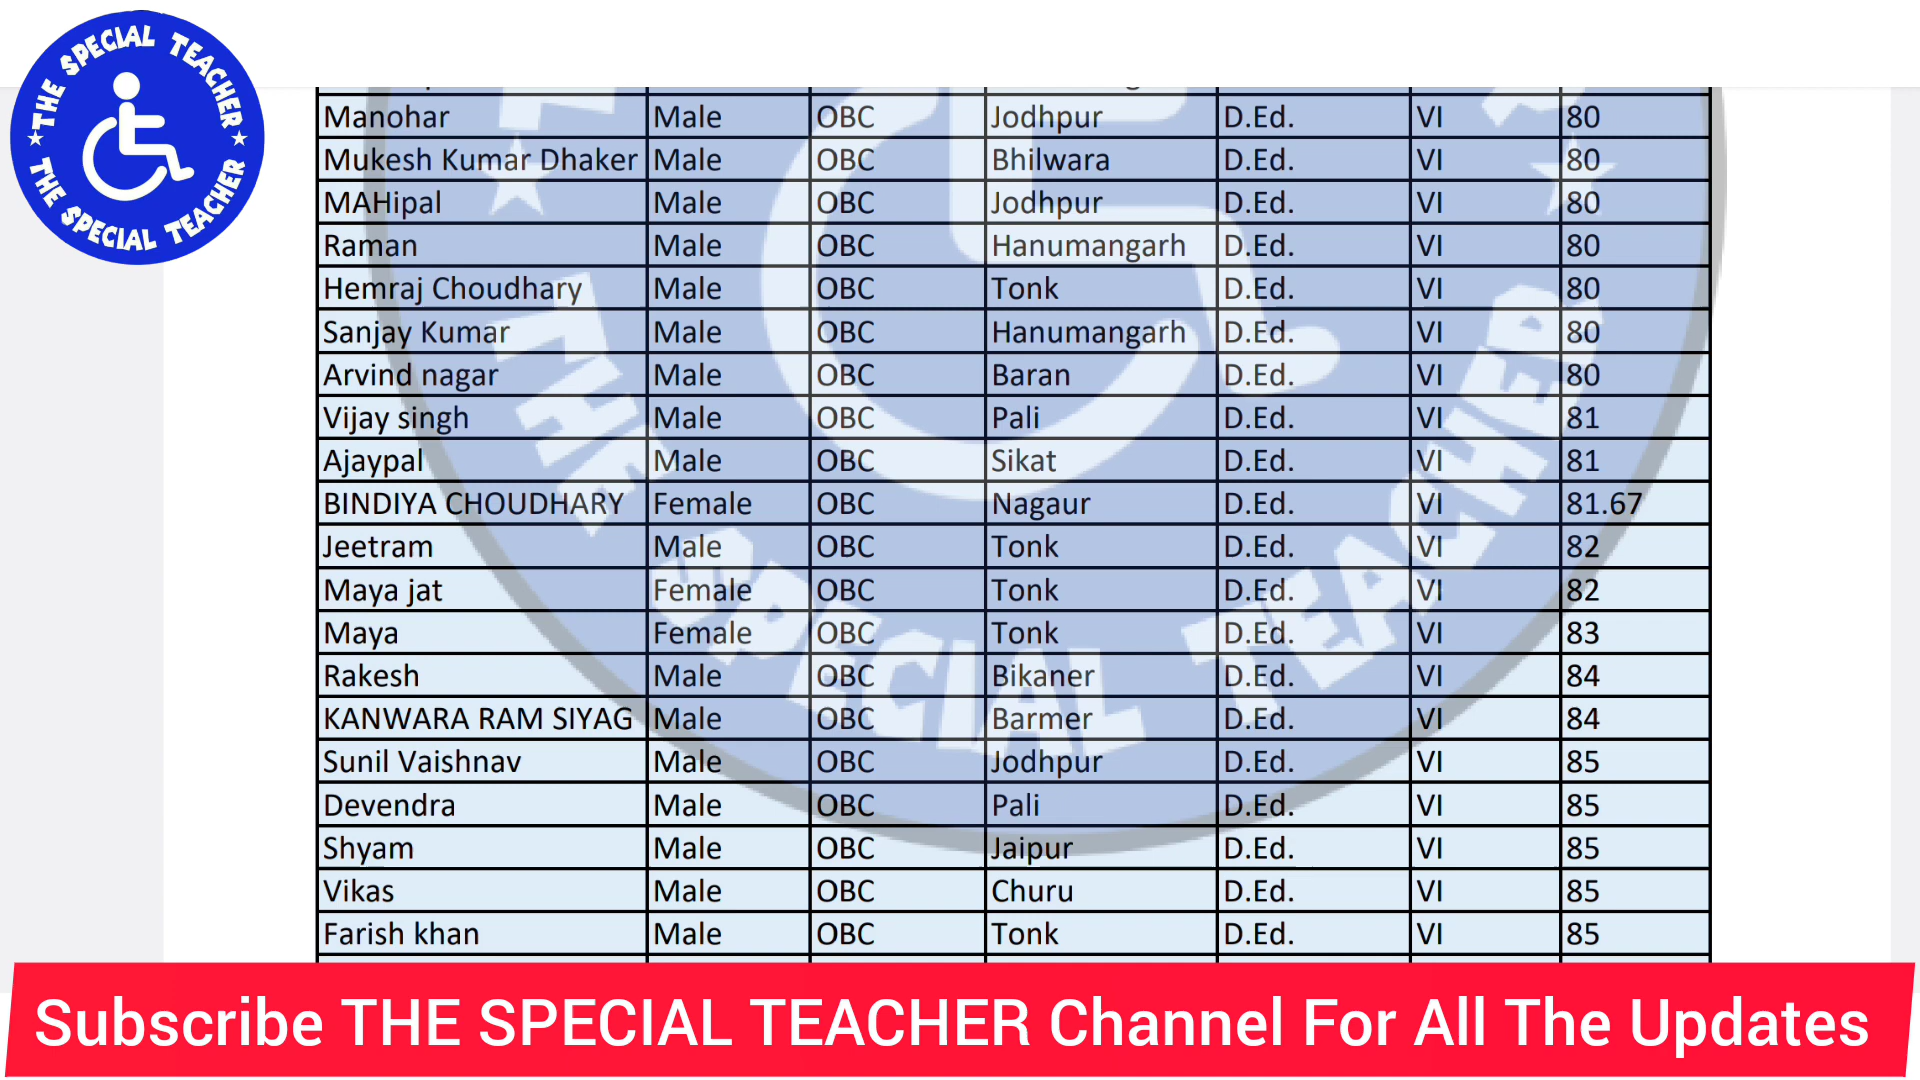 THE SPECIAL TEACHER
THE SPECIAL TEACHER
Manohar Male OBC Jodhpur D.Ed. VI 80
Mukesh Kumar Dhaker Male OBC Bhilwara D.Ed. VI 80
MAHipal Male OBC Jodhpur D.Ed. VI 80
Raman Male OBC Hanumangarh D.Ed. VI 80
Hemraj Choudhary Male OBC Tonk D.Ed. VI 80
Sanjay Kumar Male OBC Hanumangarh D.Ed. VI 80
Arvind nagar Male OBC Baran D.Ed. VI 80
Vijay singh Male OBC Pali D.Ed. VI 81
Ajaypal Male OBC Sikat D.Ed. VI 81
BINDIYA CHOUDHARY Female OBC Nagaur D.Ed. VI 81.67
Jeetram Male OBC Tonk D.Ed. VI 82
Maya jat Female OBC Tonk D.Ed. VI 82
Maya Female OBC Tonk D.Ed. VI 83
Rakesh Male OBC Bikaner D.Ed. VI 84
KANWARA RAM SIYAG Male OBC Barmer D.Ed. VI 84
Sunil Vaishnav Male OBC Jodhpur D.Ed. VI 85
Devendra Male OBC Pali D.Ed. VI 85
Shyam Male OBC Jaipur D.Ed. VI 85
Vikas Male OBC Churu D.Ed. VI 85
Farish khan Male OBC Tonk D.Ed. VI 85
THE SPECIAL TEACHER
Subscribe THE SPECIAL TEACHER Channel For All The Updates